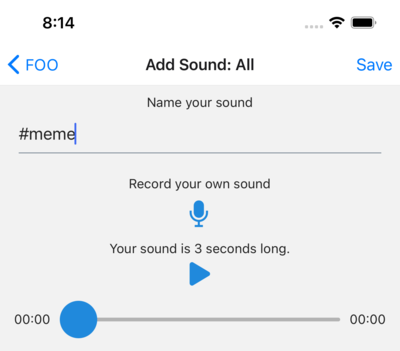 8:14
FOO
Add Sound: All
Save
Name your sound
#meme
Record your own sound
Your sound is 3 seconds long.
00:00
00:00